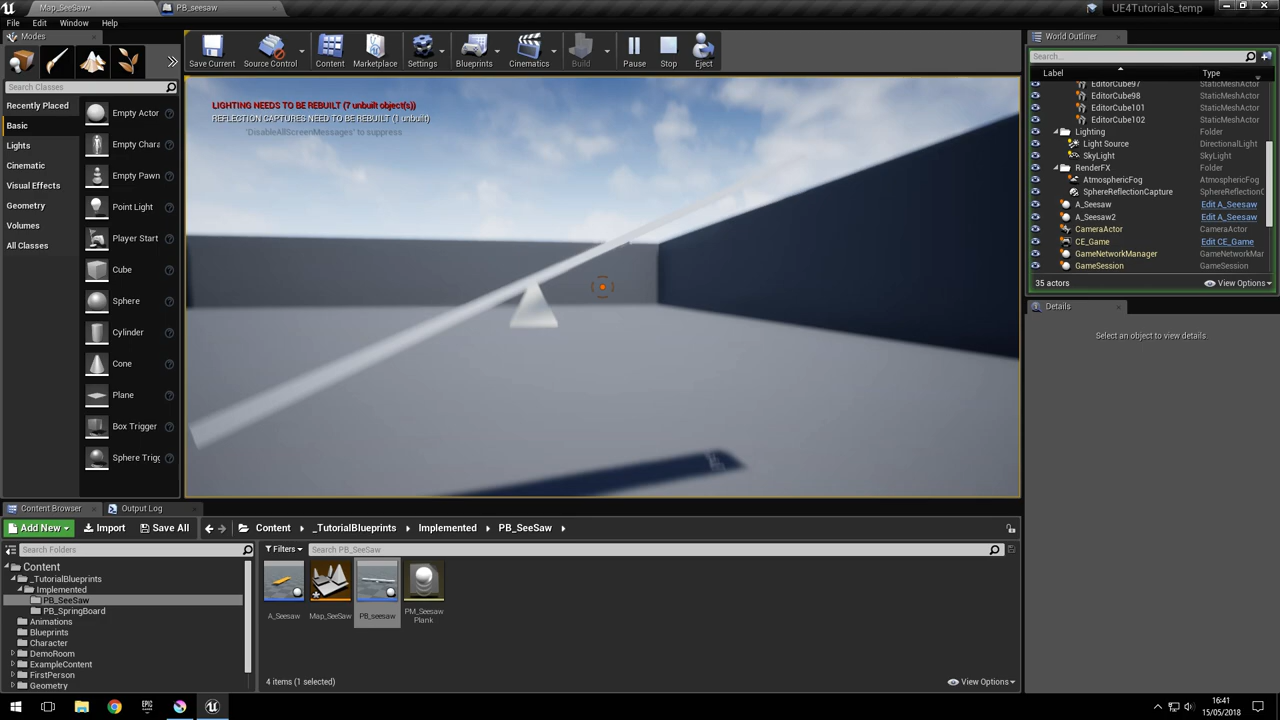 Map_SeeSaw*
PB_seesaw
UE4Tutorials_temp
File Edit Window Help
Modes
Search Classes
Recently Placed
Basic
Lights
Cinematic
Visual Effects
Geometry
Volumes
All Classes
Empty Actor
Empty Chara
Empty Pawn
Point Light
Player Start
Cube
Sphere
Cylinder
Cone
Plane
Box Trigger
Sphere Trigg
Save Current
Source Control
Content
Marketplace
Settings
Blueprints
Cinematics
Build
Pause
Stop
Eject
LIGHTING NEEDS TO BE REBUILT (7 unbuilt object(s))
REFLECTION CAPTURES NEED TO BE REBUILT (1 unbuilt)
'DisableAllScreenMessages' to suppress
World Outliner
Search...
Label Type
EditorCube97 StaticMeshActor
EditorCube98 StaticMeshActor
EditorCube101 StaticMeshActor
EditorCube102 StaticMeshActor
Lighting Folder
Light Source DirectionalLight
SkyLight SkyLight
RenderFX Folder
AtmosphericFog AtmosphericFog
SphereReflectionCapture SphereReflectionC
A_Seesaw Edit A_Seesaw
A_Seesaw2 Edit A_Seesaw
CameraActor CameraActor
CE_Game Edit CE_Game
GameNetworkManager GameNetworkMar
GameSession GameSession
35 actors
View Options
Details
Select an object to view details.
Content Browser
Output Log
Add New Import Save All
Content _TutorialBlueprints Implemented PB_SeeSaw
Search Folders
Filters Search PB_SeeSaw
Content
_TutorialBlueprints
Implemented
PB_SeeSaw
PB_SpringBoard
Animations
Blueprints
Character
DemoRoom
ExampleContent
FirstPerson
Geometry
A_Seesaw
Map_SeeSaw
PB_seesaw
PM_Seesaw
Plank
4 items (1 selected)
View Options
EPIC
16:41
15/05/2018